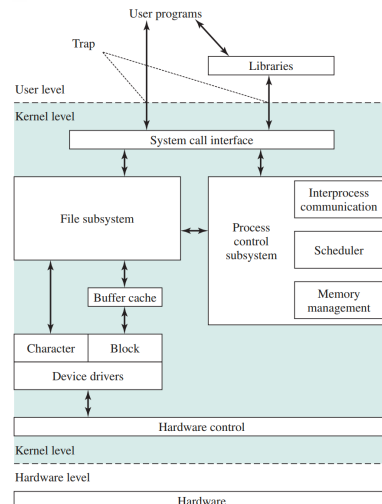 User programs
Trap
Libraries
User level
Kernel level
System call interface
File subsystem
Process
control
subsystem
Interprocess
communication
Scheduler
Memory
management
Buffer cache
Character
Block
Device drivers
Hardware control
Kernel level
Hardware level
Hardware